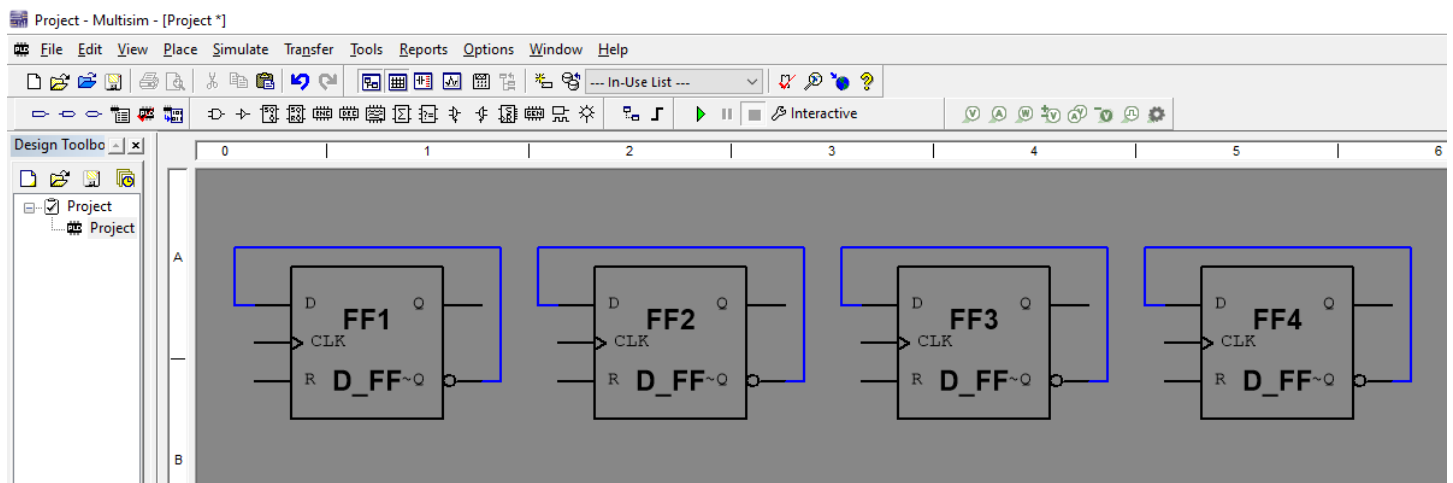 Project - Multisim - [Project *]
File Edit View Place Simulate Transfer Tools Reports Options Window Help
--- In-Use List ---
Interactive
Design Toolbo
0 1 2 3 4 5 6
Project
Project
A
B
D Q D Q D Q D Q
FF1 FF2 FF3 FF4
CLK CLK CLK CLK
R D_FF ~Q R D_FF ~Q R D_FF ~Q R D_FF ~Q